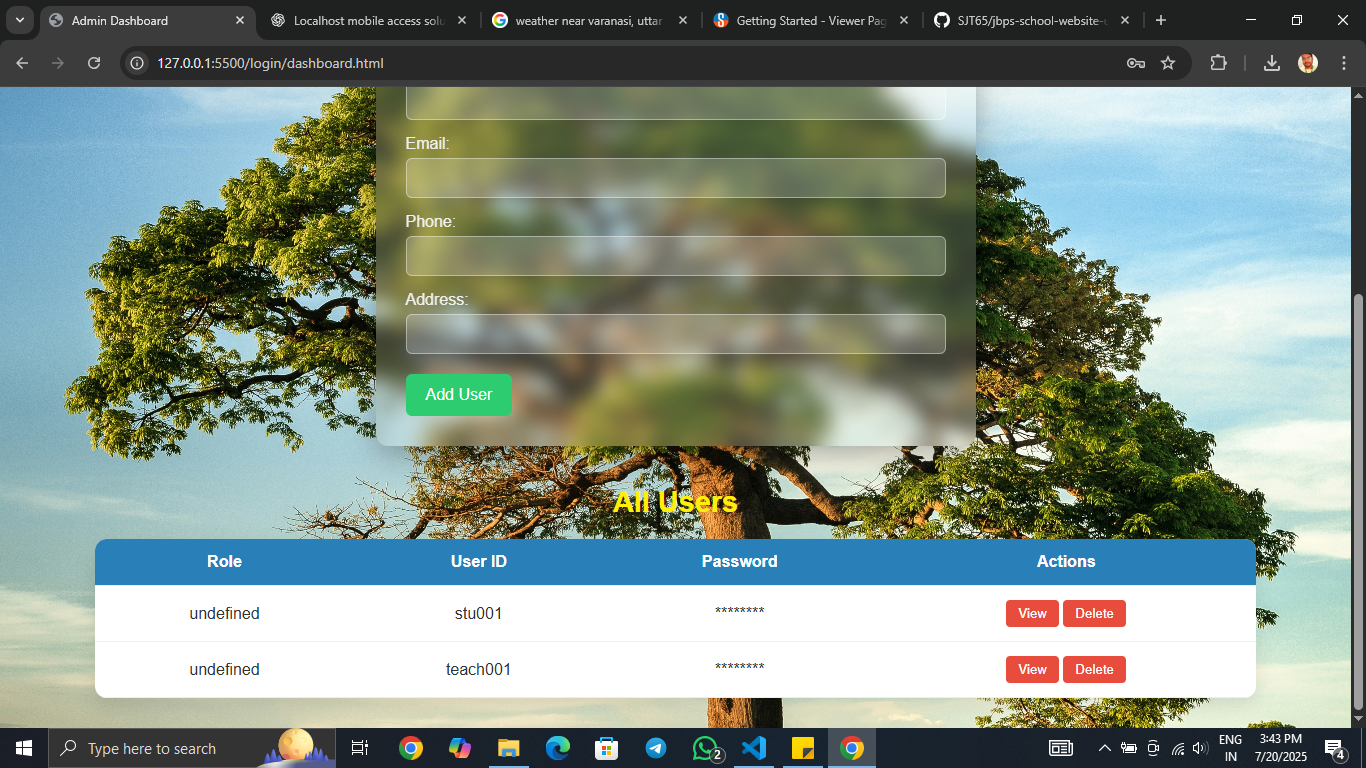 Admin Dashboard
Localhost mobile access solu
weather near varanasi, uttar
Getting Started - Viewer Pag
SJT65/jbps-school-website-u
127.0.0.1:5500/login/dashboard.html
Email:
Phone:
Address:
Add User
All Users
Role User ID Password Actions
undefined stu001 ******** View Delete
undefined teach001 ******** View Delete
Type here to search
2
ENG
IN
3:43 PM
7/20/2025
4